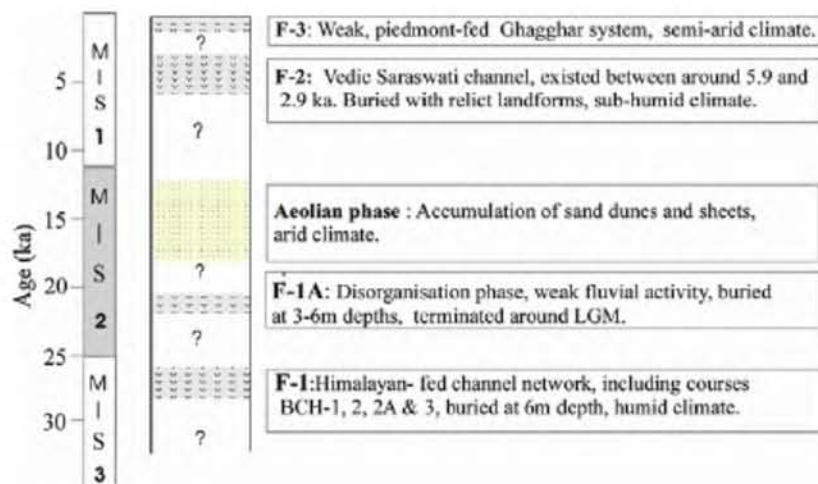 Age (ka)
5
10
15
20
25
30
M
I
S
1
M
I
S
2
M
I
S
3
?
?
?
?
?
F-3: Weak, piedmont-fed Ghagghar system, semi-arid climate.
F-2: Vedic Saraswati channel, existed between around 5.9 and
2.9 ka. Buried with relict landforms, sub-humid climate.
Aeolian phase : Accumulation of sand dunes and sheets,
arid climate.
F-1A: Disorganisation phase, weak fluvial activity, buried
at 3-6m depths, terminated around LGM.
F-1:Himalayan- fed channel network, including courses
BCH-1, 2, 2A & 3, buried at 6m depth, humid climate.